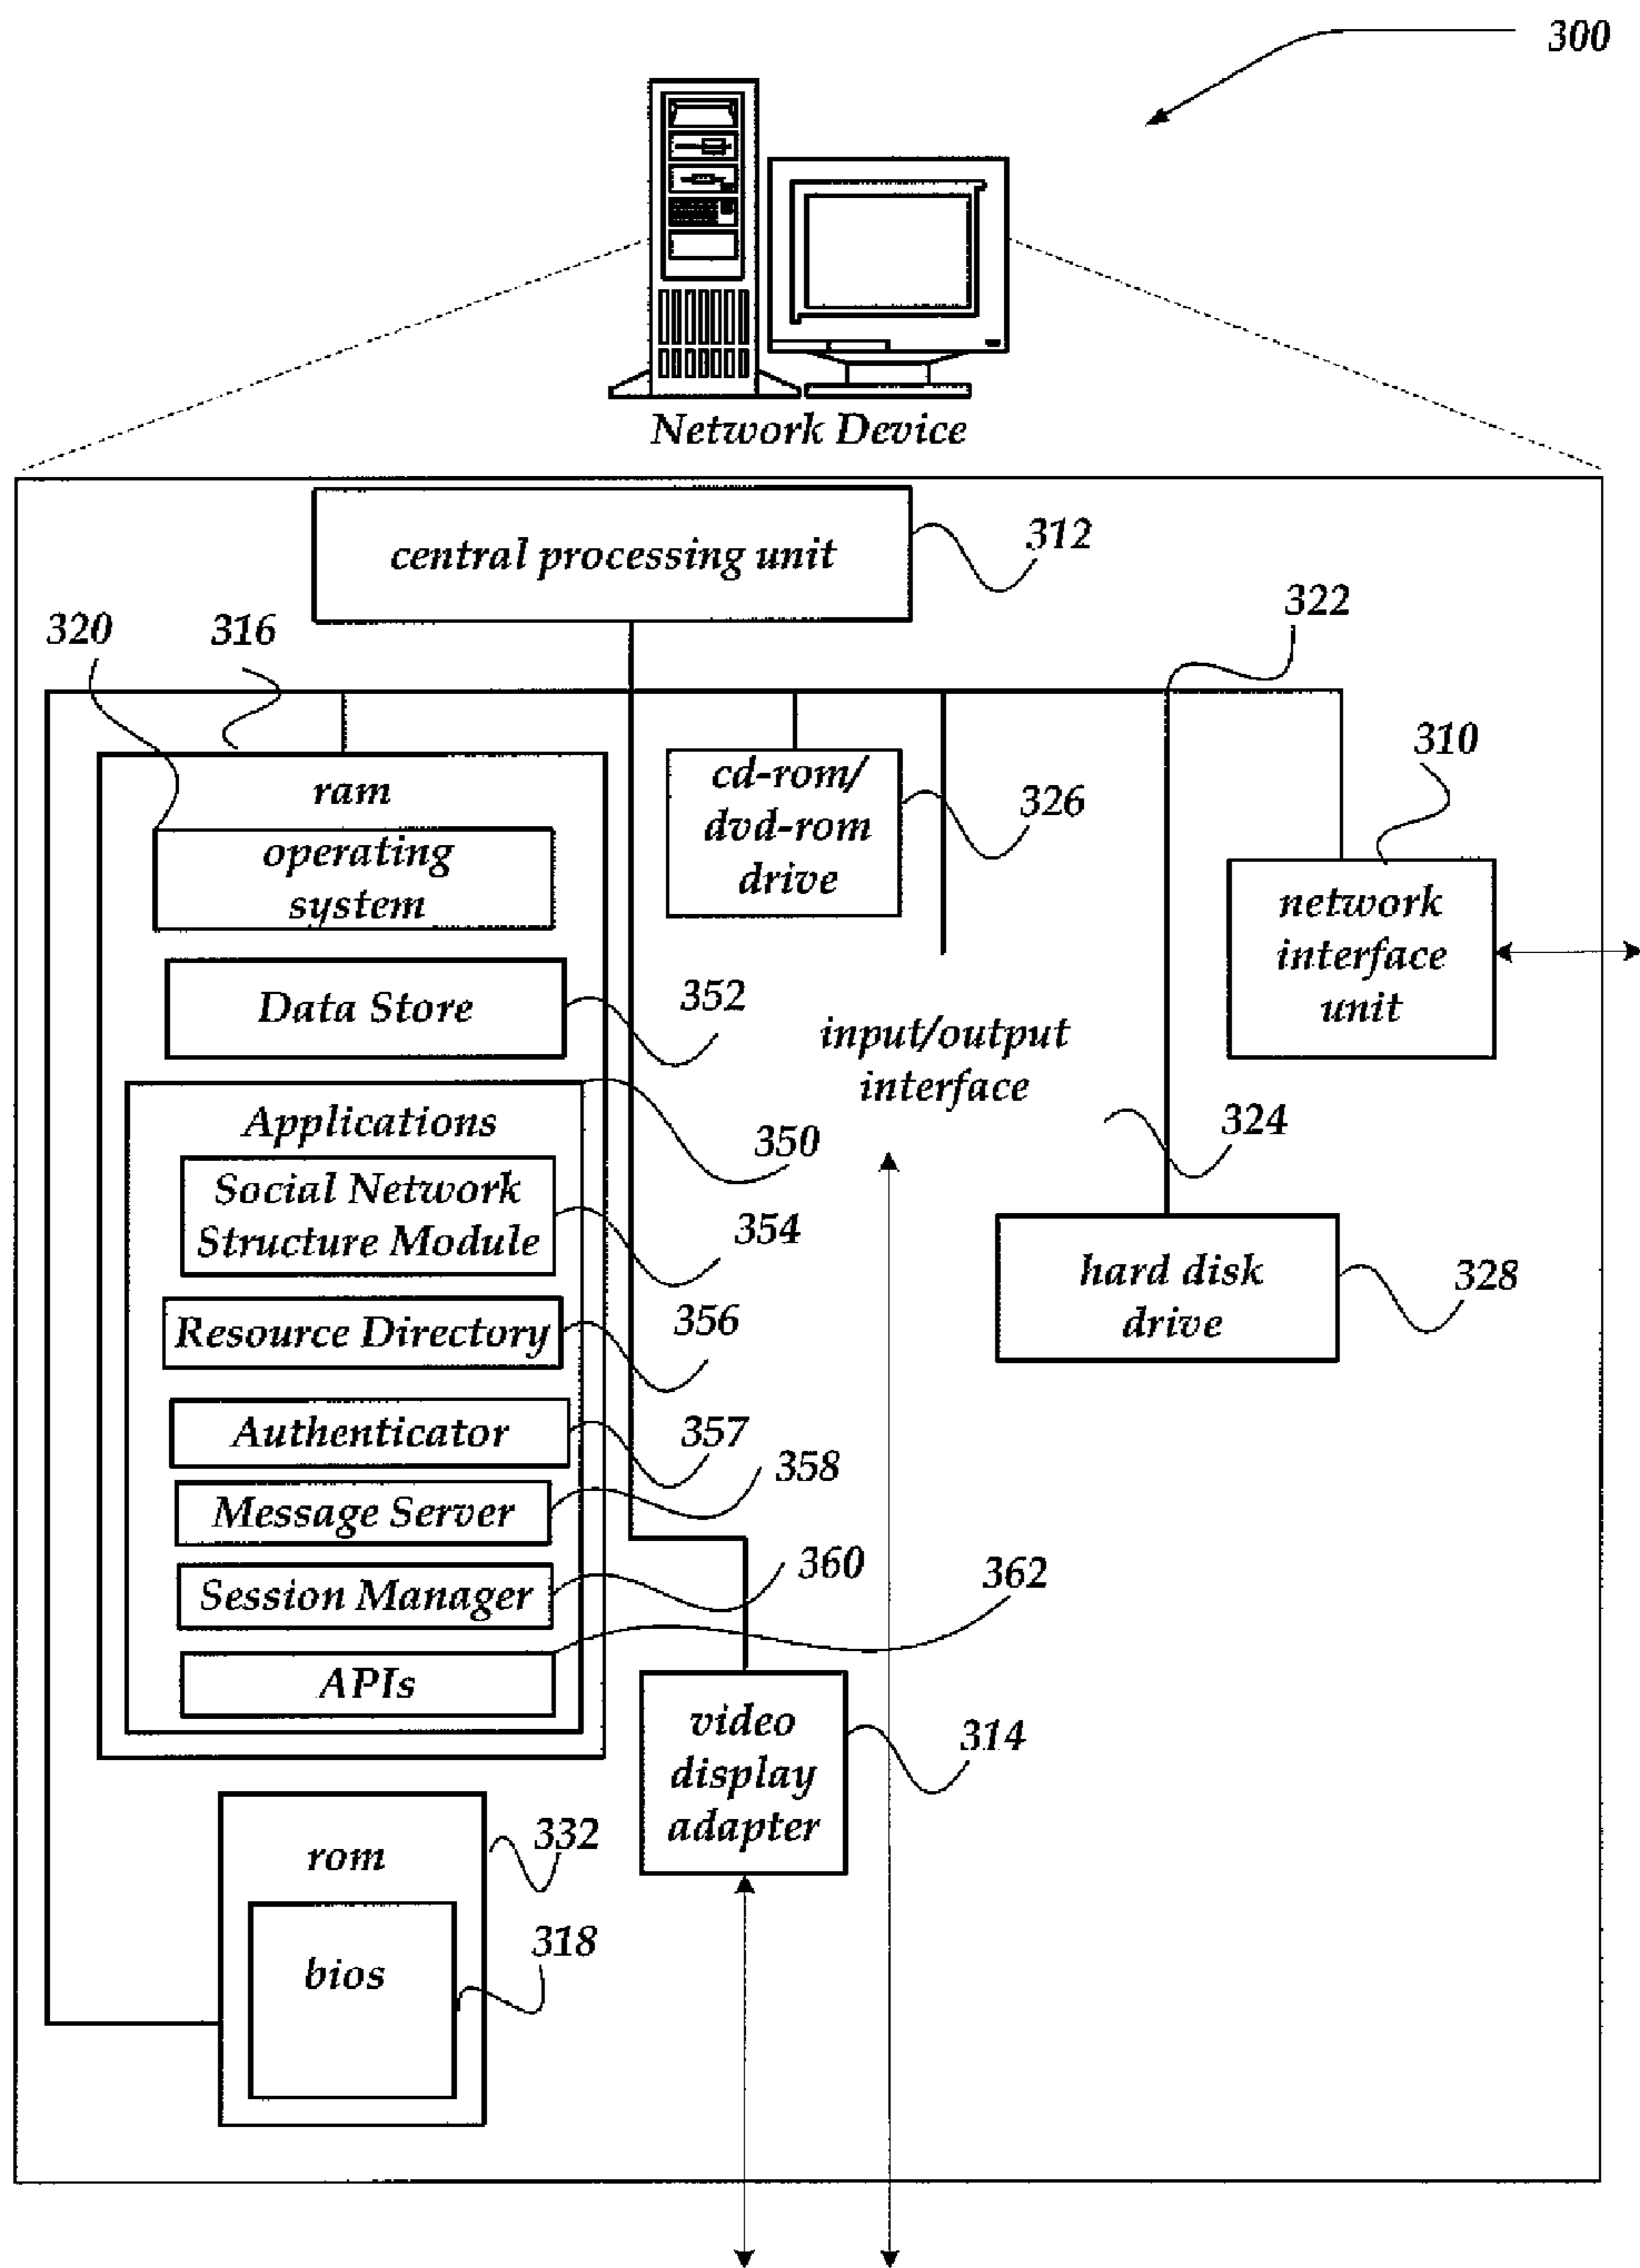 300
Network Device
central processing unit
312
322
320
316
310
ram
cd-rom/
dvd-rom
drive
326
operating
system
network
interface
unit
Data Store
352
input/output
interface
Applications
350
324
Social Network
Structure Module
354
hard disk
drive
328
Resource Directory
356
Authenticator
357
Message Server
358
Session Manager
360
362
APIs
video
display
adapter
314
rom
332
bios
318